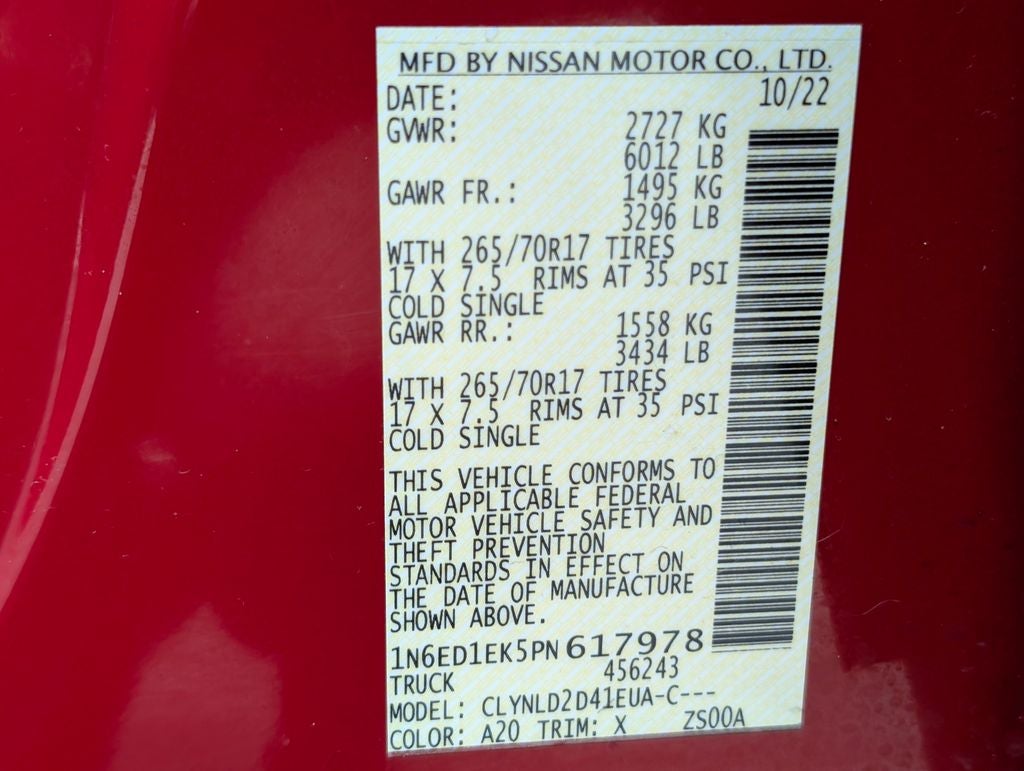 MFD BY NISSAN MOTOR CO., LTD.
DATE: 10/22
GVWR: 2727 KG
6012 LB
GAWR FR.: 1495 KG
3296 LB
WITH 265/70R17 TIRES
17 X 7.5 RIMS AT 35 PSI
COLD SINGLE
GAWR RR.: 1558 KG
3434 LB
WITH 265/70R17 TIRES
17 X 7.5 RIMS AT 35 PSI
COLD SINGLE
THIS VEHICLE CONFORMS TO
ALL APPLICABLE FEDERAL
MOTOR VEHICLE SAFETY AND
THEFT PREVENTION
STANDARDS IN EFFECT ON
THE DATE OF MANUFACTURE
SHOWN ABOVE.
1N6ED1EK5PN617978
TRUCK 456243
MODEL: CLYNLD2D41EUA-C---
COLOR: A20 TRIM: X ZS00A